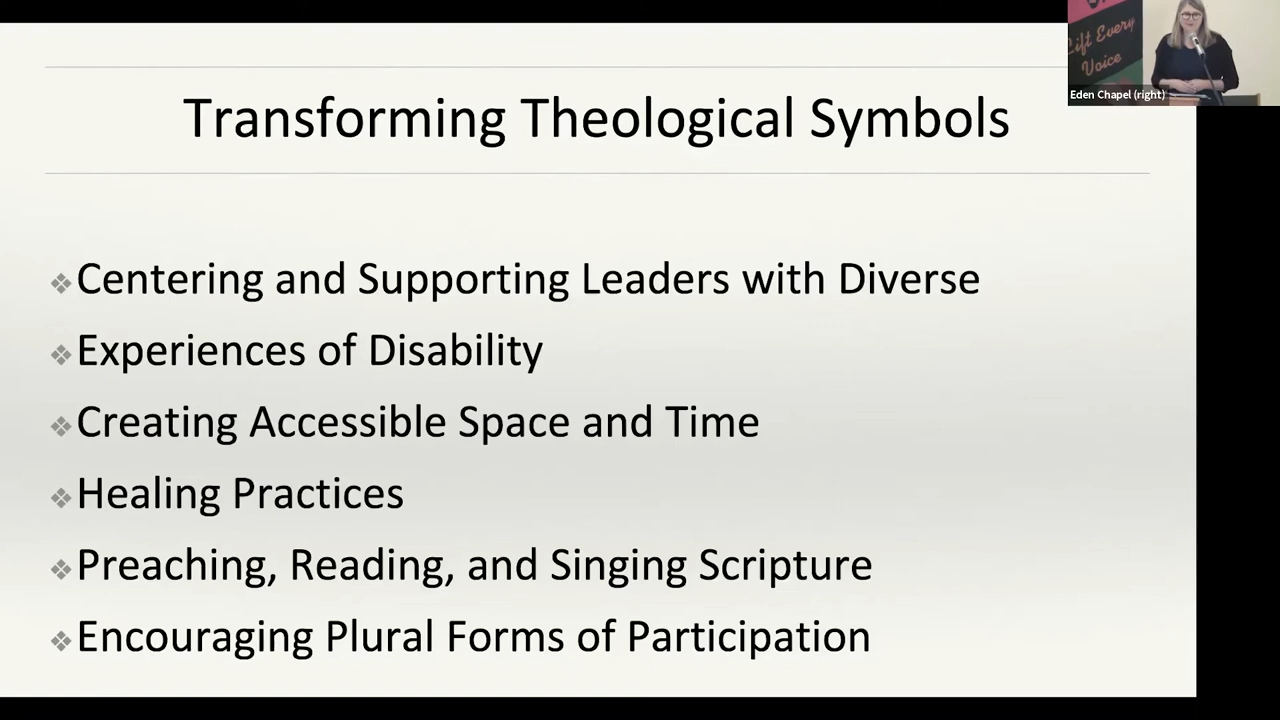 Transforming Theological Symbols
Lift Every
Voice
Eden Chapel (right)
❖Centering and Supporting Leaders with Diverse
❖Experiences of Disability
❖Creating Accessible Space and Time
❖Healing Practices
❖Preaching, Reading, and Singing Scripture
❖Encouraging Plural Forms of Participation